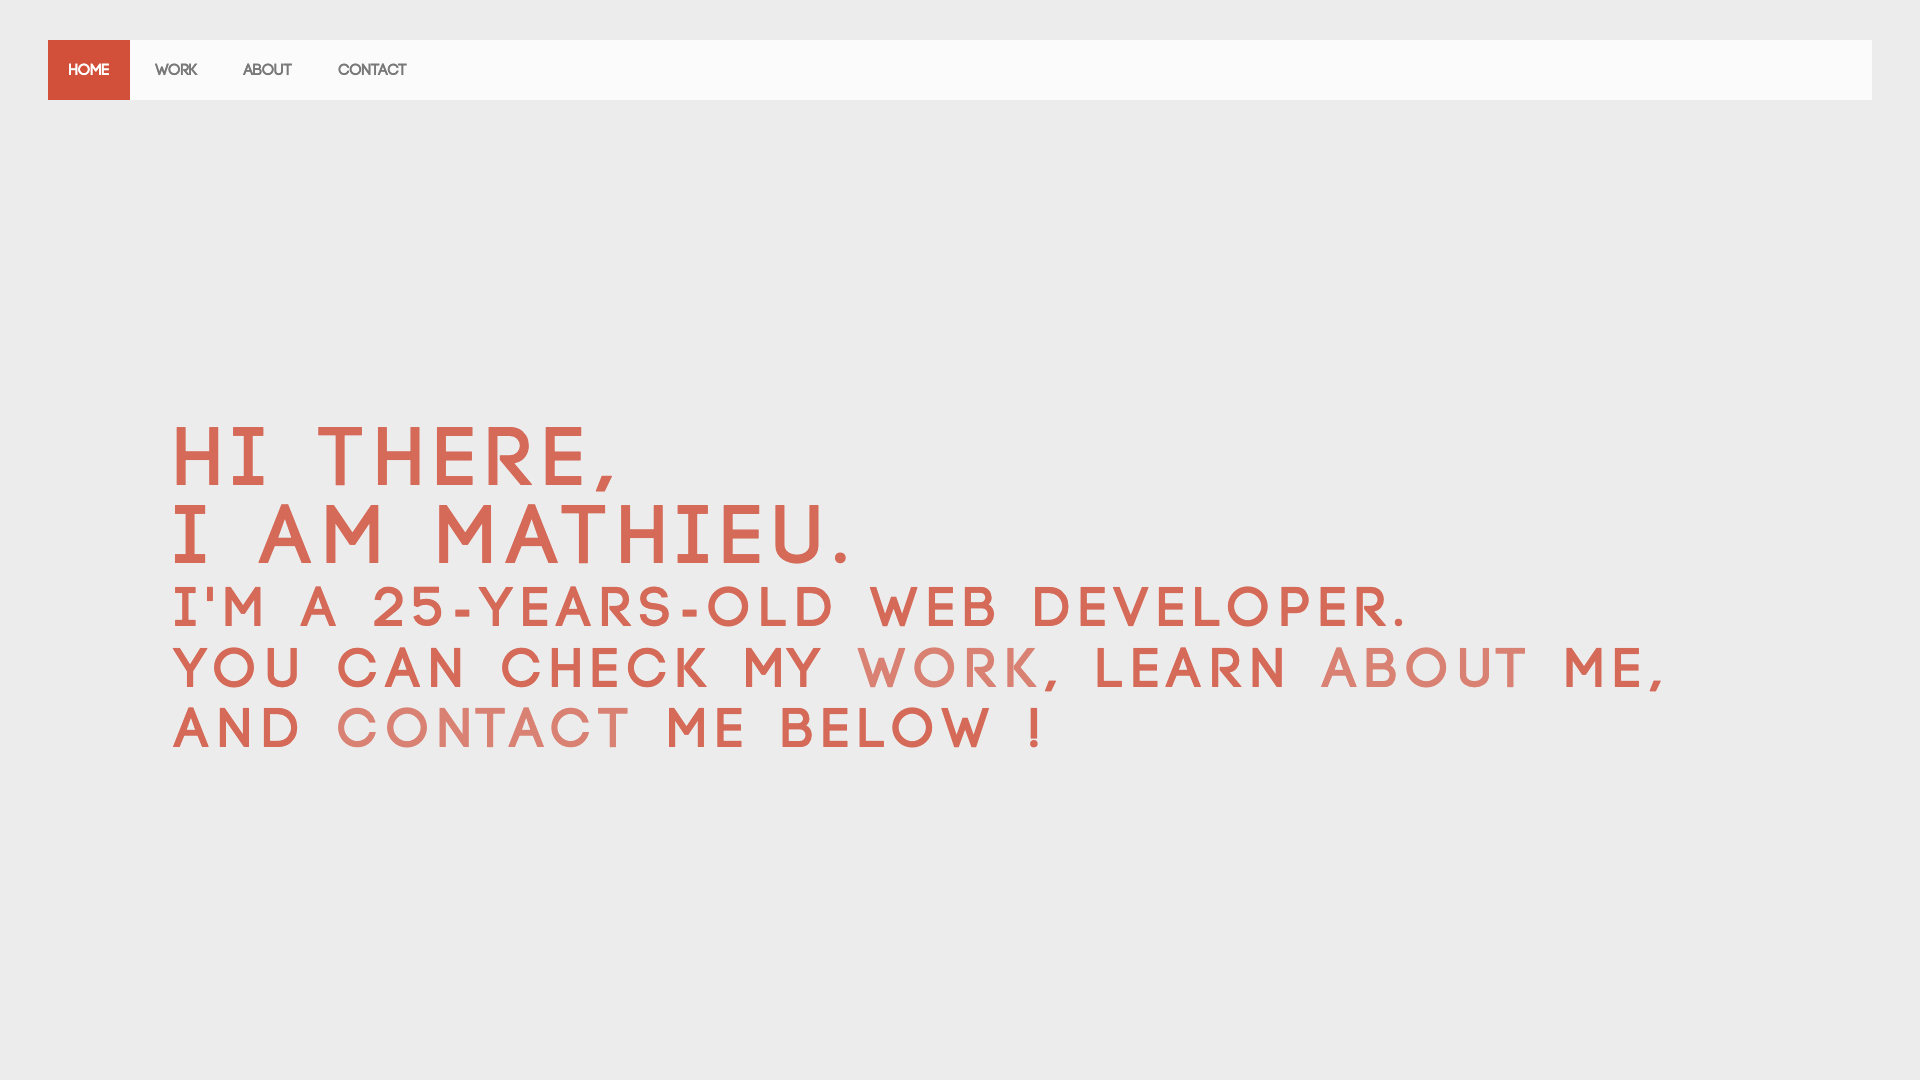 HOME WORK ABOUT CONTACT
HI THERE,
I AM MATHIEU.
I'M A 25-YEARS-OLD WEB DEVELOPER.
YOU CAN CHECK MY WORK, LEARN ABOUT ME,
AND CONTACT ME BELOW !